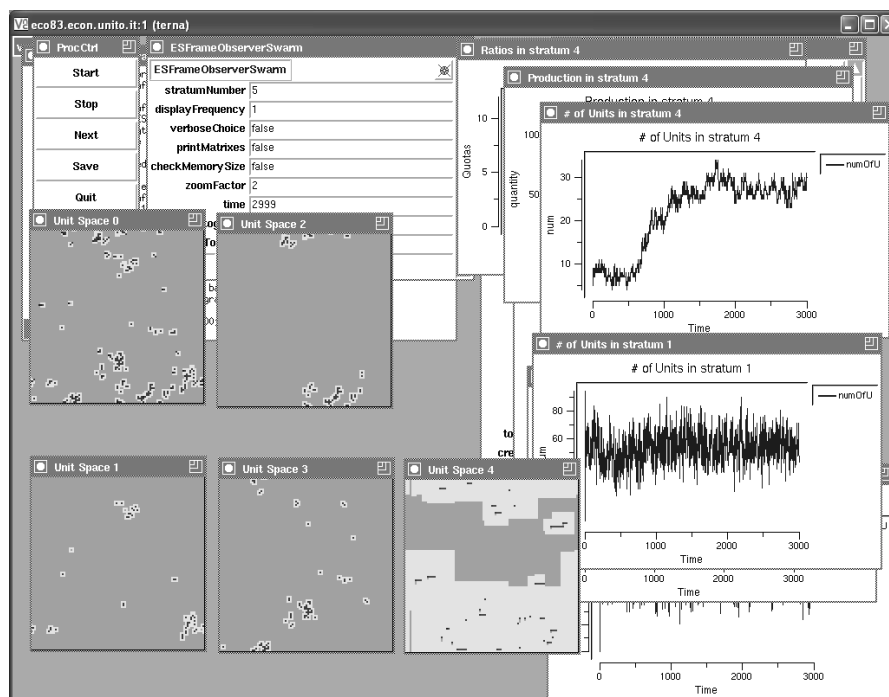 eco83.econ.unito.it:1 (terna)
ProcCtrl
Start
Stop
Next
Save
Quit
ESFrameObserverSwarm
ESFrameObserverSwarm
stratumNumber 5
displayFrequency 1
verboseChoice false
printMatrixes false
checkMemorySize false
zoomFactor 2
time 2999
Ratios in stratum 4
10
5
0
Quotas
Production in stratum 4
Production in stratum 4
100
50
quantity
# of Units in stratum 4
# of Units in stratum 4
numOfU
30
20
10
num
0 1000 2000 3000
Time
# of Units in stratum 1
# of Units in stratum 1
numOfU
80
60
0 1000 2000 3000
Time
3000
0 1000 2000 3000
Time
Unit Space 0
Unit Space 2
Unit Space 1
Unit Space 3
Unit Space 4